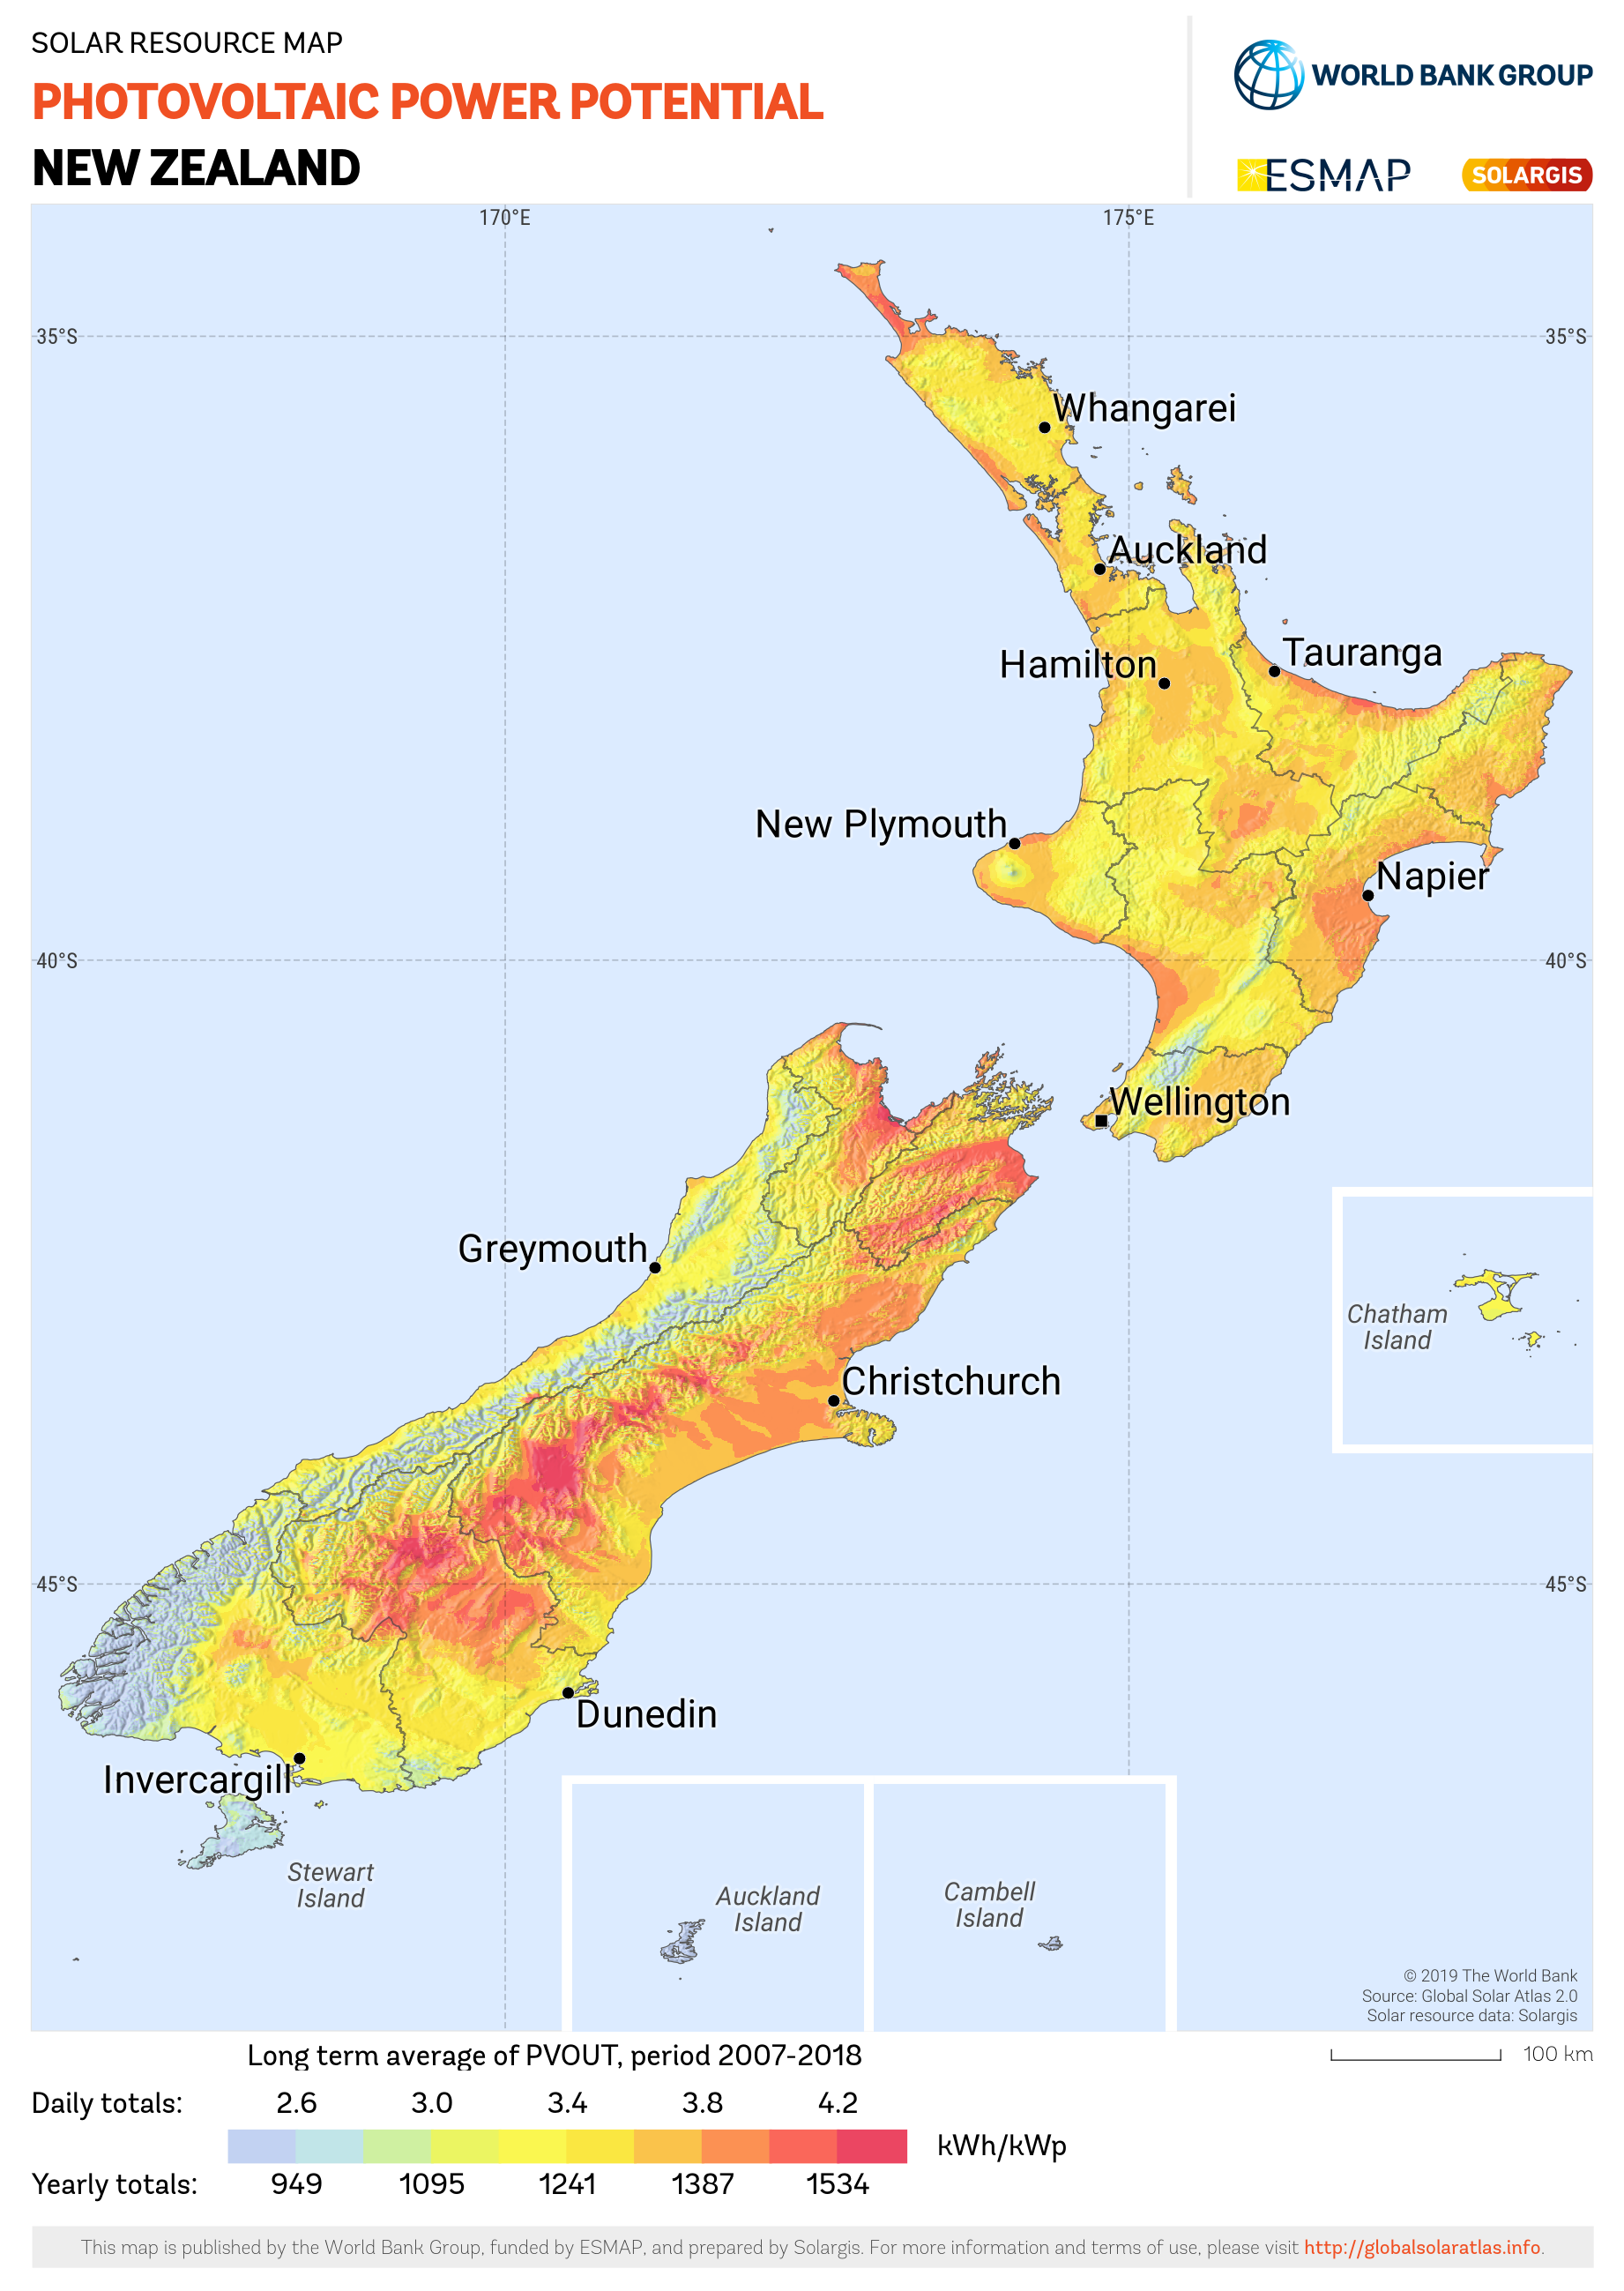 SOLAR RESOURCE MAP
PHOTOVOLTAIC POWER POTENTIAL
NEW ZEALAND
WORLD BANK GROUP
ESMAP
SOLARGIS
170°E
175°E
35°S
35°S
Whangarei
Auckland
Hamilton
Tauranga
New Plymouth
Napier
40°S
40°S
Wellington
Greymouth
Chatham
Island
Christchurch
45°S
45°S
Dunedin
Invercargill
Stewart
Island
Auckland
Island
Cambell
Island
© 2019 The World Bank
Source: Global Solar Atlas 2.0
Solar resource data: Solargis
Long term average of PVOUT, period 2007-2018
100 km
Daily totals: 2.6 3.0 3.4 3.8 4.2
kWh/kWp
Yearly totals: 949 1095 1241 1387 1534
This map is published by the World Bank Group, funded by ESMAP, and prepared by Solargis. For more information and terms of use, please visit http://globalsolaratlas.info.